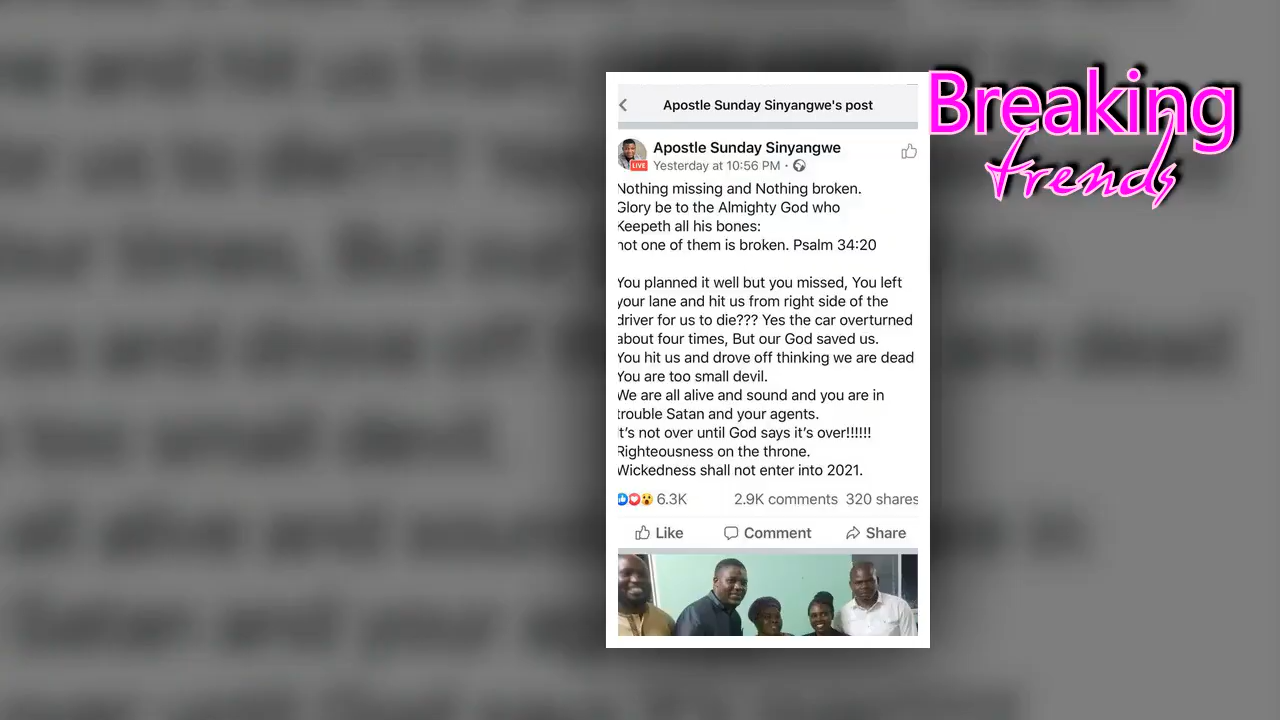 Apostle Sunday Sinyangwe's post
Apostle Sunday Sinyangwe
LIVE
Yesterday at 10:56 PM ·
Nothing missing and Nothing broken.
Glory be to the Almighty God who
Keepeth all his bones:
not one of them is broken. Psalm 34:20
You planned it well but you missed, You left
your lane and hit us from right side of the
driver for us to die??? Yes the car overturned
about four times, But our God saved us.
You hit us and drove off thinking we are dead
You are too small devil.
We are all alive and sound and you are in
trouble Satan and your agents.
It’s not over until God says it’s over!!!!!!
Righteousness on the throne.
Wickedness shall not enter into 2021.
6.3K 2.9K comments 320 shares
Like Comment Share
Breaking
trends